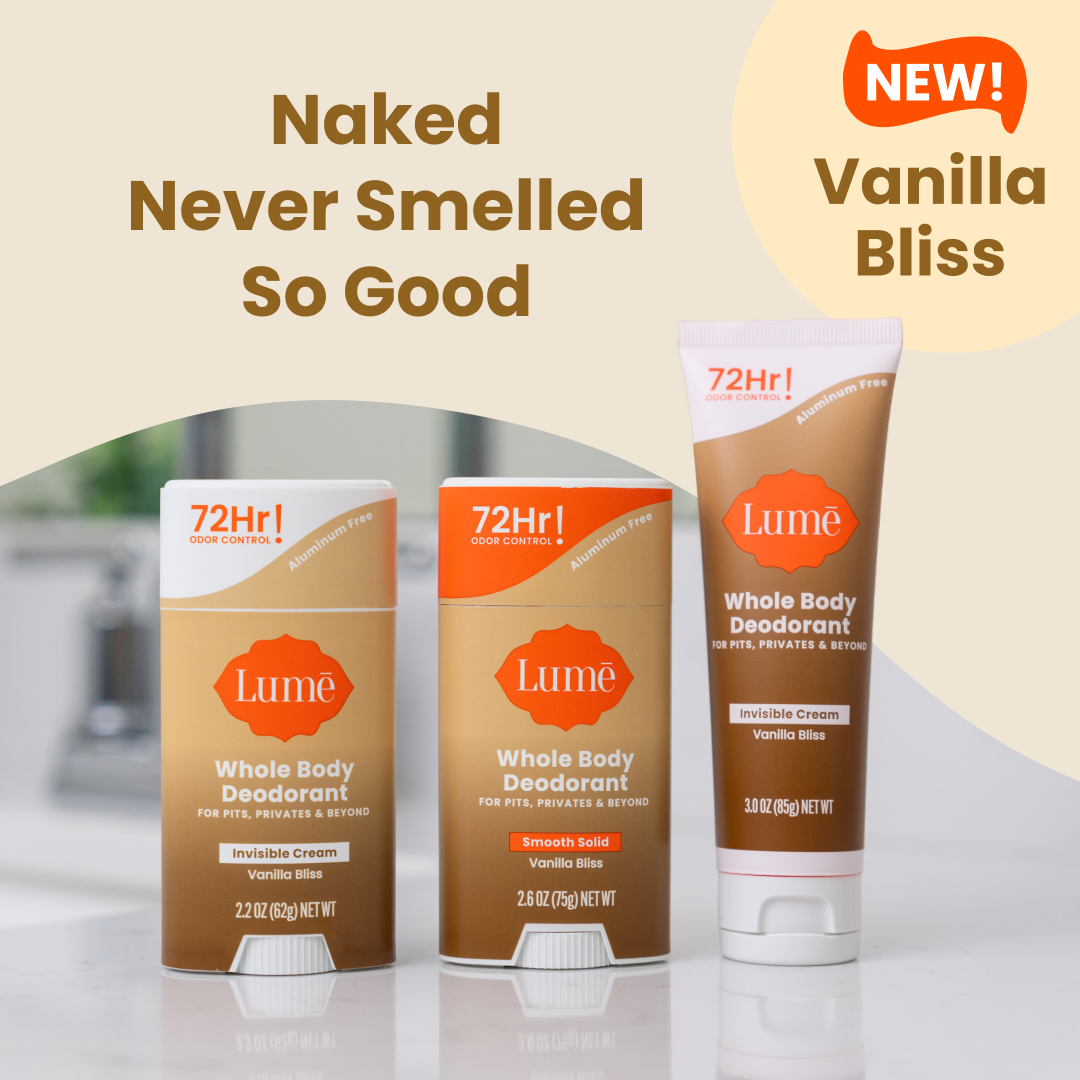 Naked
Never Smelled
So Good
NEW!
Vanilla
Bliss
72Hr!
ODOR CONTROL
Aluminum Free
Lumē
Whole Body
Deodorant
FOR PITS, PRIVATES & BEYOND
Invisible Cream
Vanilla Bliss
2.2 OZ (62g) NET WT
72Hr!
ODOR CONTROL
Aluminum Free
Lumē
Whole Body
Deodorant
FOR PITS, PRIVATES & BEYOND
Smooth Solid
Vanilla Bliss
2.6 OZ (75g) NET WT
72Hr!
ODOR CONTROL
Aluminum Free
Lumē
Whole Body
Deodorant
FOR PITS, PRIVATES & BEYOND
Invisible Cream
Vanilla Bliss
3.0 OZ (85g) NET WT